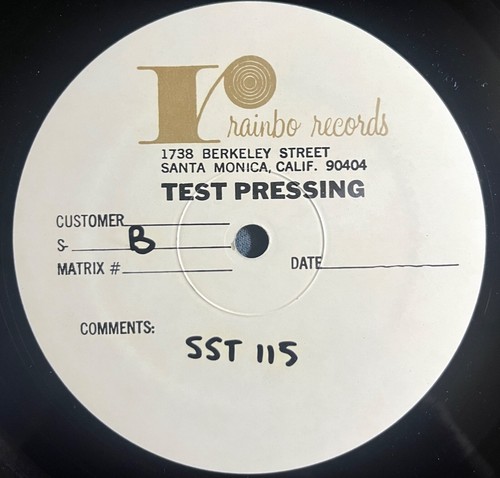 r rainbo records
1738 BERKELEY STREET
SANTA MONICA, CALIF. 90404
TEST PRESSING
CUSTOMER
S- B
MATRIX #
DATE
COMMENTS:
SST 115